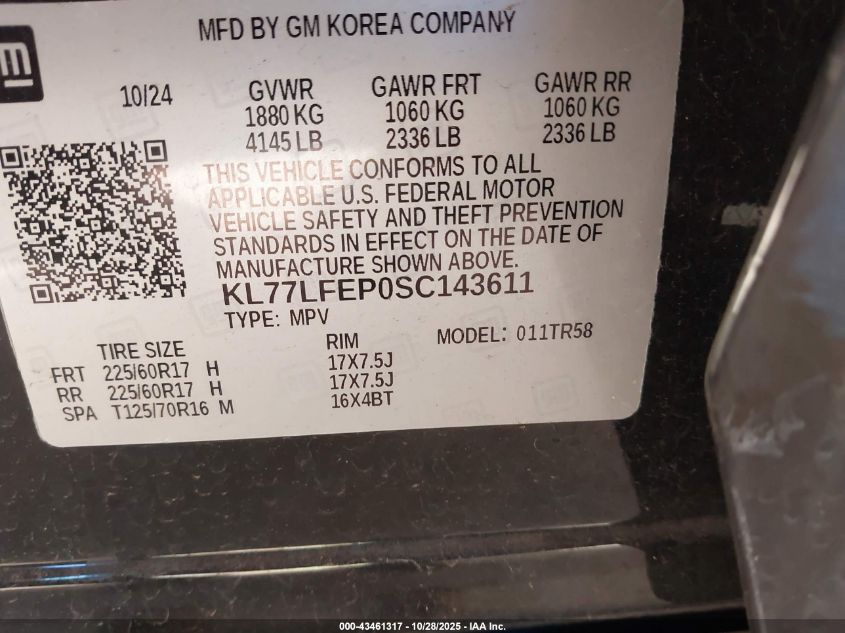 gm
MFD BY GM KOREA COMPANY
10/24 GVWR GAWR FRT GAWR RR
1880 KG 1060 KG 1060 KG
4145 LB 2336 LB 2336 LB
THIS VEHICLE CONFORMS TO ALL
APPLICABLE U.S. FEDERAL MOTOR
VEHICLE SAFETY AND THEFT PREVENTION
STANDARDS IN EFFECT ON THE DATE OF
MANUFACTURE SHOWN ABOVE.
KL77LFEP0SC143611
TYPE: MPV
TIRE SIZE RIM MODEL: 011TR58
FRT 225/60R17 H 17X7.5J
RR 225/60R17 H 17X7.5J
SPA T125/70R16 M 16X4BT
000-43461317 - 10/28/2025 - IAA Inc.